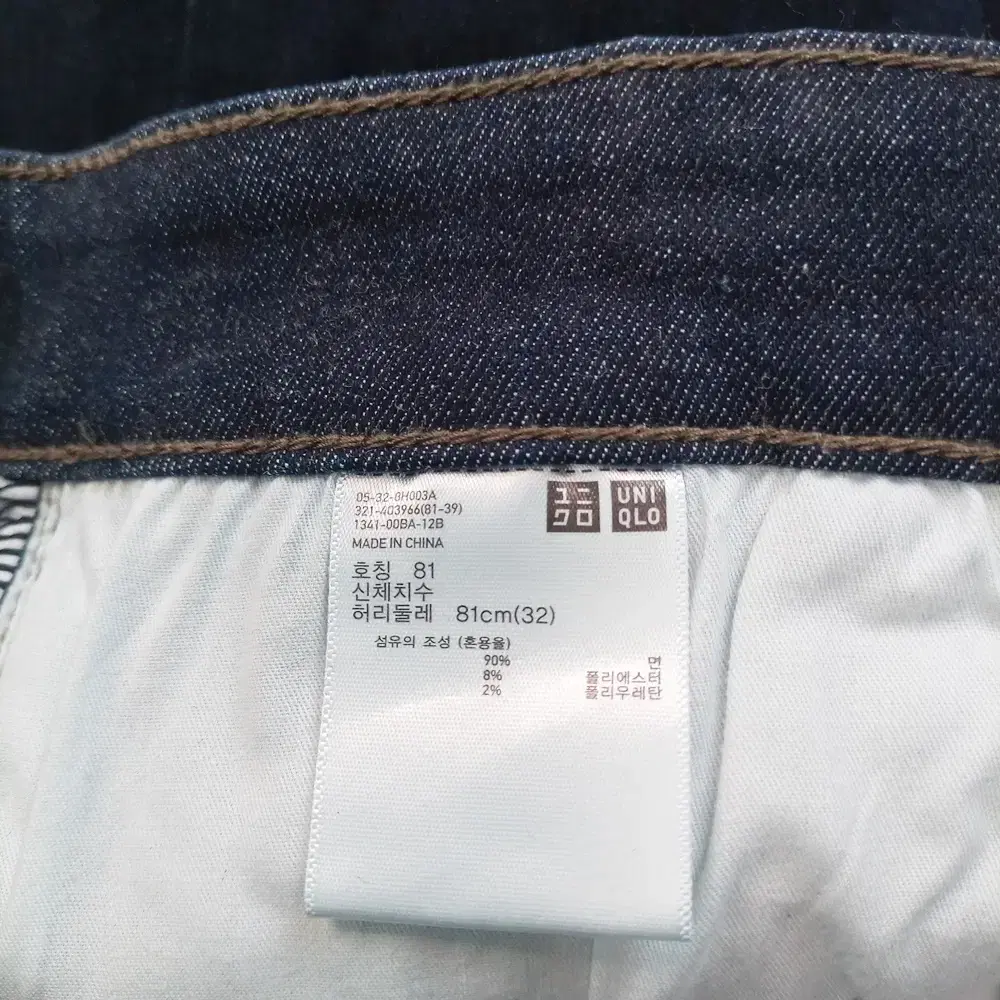 05-32-0H003A
321-403966(81-39)
1341-00BA-12B
MADE IN CHINA
ユニクロ
UNIQLO
호칭 81
신체치수
허리둘레 81cm(32)
섬유의 조성 (혼용율)
90% 면
8% 폴리에스터
2% 폴리우레탄